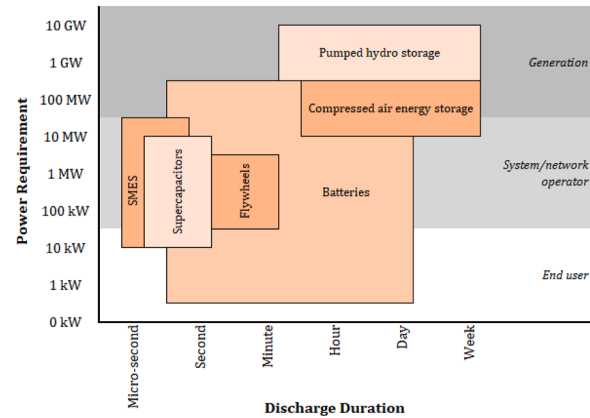 10 GW
1 GW
100 MW
10 MW
1 MW
100 kW
10 kW
1 kW
0 kW
Power Requirement
Pumped hydro storage
Compressed air energy storage
SMES
Supercapacitors
Flywheels
Batteries
Generation
System/network
operator
End user
Micro-second
Second
Minute
Hour
Day
Week
Discharge Duration